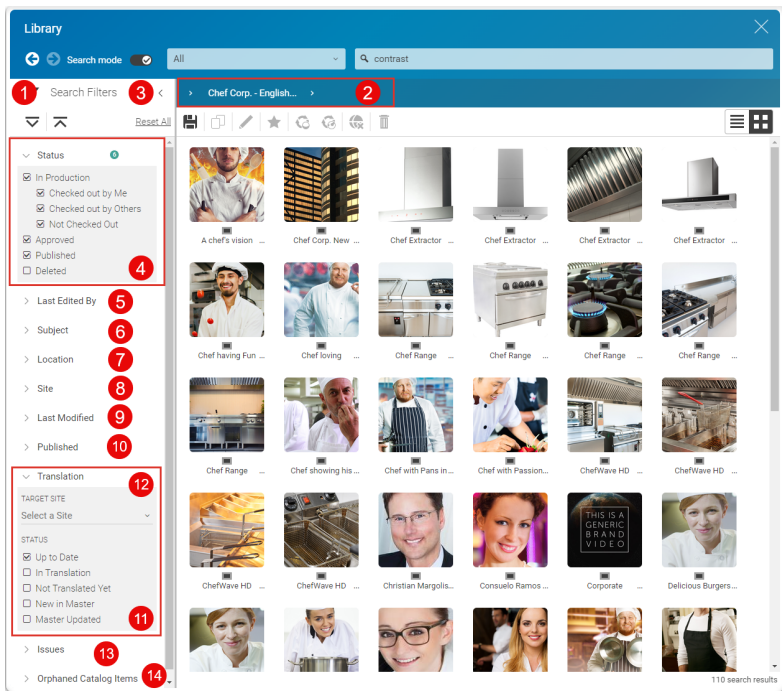 Library
Search mode
All
contrast
1
Search Filters
3
Chef Corp. - English...
2
Reset All
Status
6
In Production
Checked out by Me
Checked out by Others
Not Checked Out
Approved
Published
Deleted
4
Last Edited By
5
Subject
6
Location
7
Site
8
Last Modified
9
Published
10
Translation
12
TARGET SITE
Select a Site
STATUS
Up to Date
In Translation
Not Translated Yet
New in Master
Master Updated
11
Issues
13
Orphaned Catalog Items
14
A chef's vision ...
Chef Corp. New ...
Chef Extractor ...
Chef Extractor ...
Chef Extractor ...
Chef Extractor ...
Chef having Fun ...
Chef loving ...
Chef Range ...
Chef Range ...
Chef Range ...
Chef Range ...
Chef Range ...
Chef showing his ...
Chef with Pans in ...
Chef with Passion...
ChefWave HD ...
ChefWave HD ...
THIS IS A
GENERIC
BRAND
VIDEO
ChefWave HD ...
ChefWave HD ...
Christian Margolis...
Consuelo Ramos ...
Corporate ...
Delicious Burgers...
110 search results